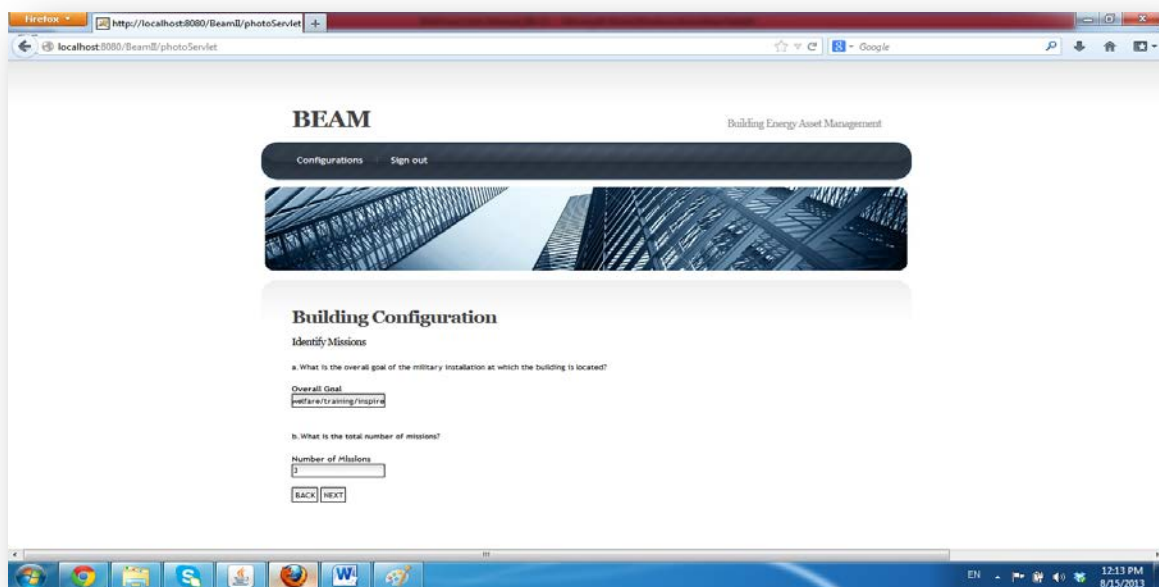 Firefox
http://localhost:8080/BeamII/photoServlet
localhost:8080/BeamII/photoServlet
Google
BEAM
Building Energy Asset Management
Configurations
Sign out
Building Configuration
Identify Missions
a. What is the overall goal of the military installation at which the building is located?
Overall Goal
welfare/training/inspire
b. What is the total number of missions?
Number of Missions
BACK NEXT
EN
12:13 PM
8/15/2013